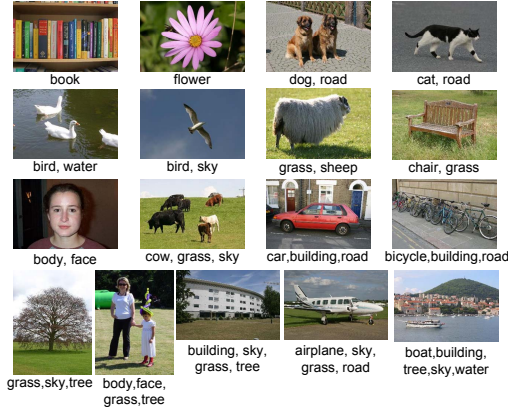 book
flower
dog, road
cat, road
bird, water
bird, sky
grass, sheep
chair, grass
body, face
cow, grass, sky
car,building,road
bicycle,building,road
grass,sky,tree
body,face,
grass,tree
building, sky,
grass, tree
airplane, sky,
grass, road
boat,building,
tree,sky,water